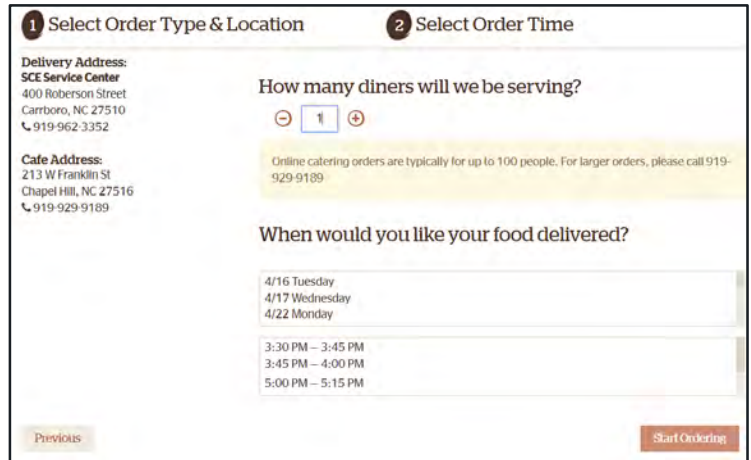 1 Select Order Type & Location
2 Select Order Time
Delivery Address:
SCE Service Center
400 Roberson Street
Carrboro, NC 27510
919-962-3352
Cafe Address:
213 W Franklin St
Chapel Hill, NC 27516
919-929-9189
How many diners will we be serving?
1
Online catering orders are typically for up to 100 people. For larger orders, please call 919-
929-9189
When would you like your food delivered?
4/16 Tuesday
4/17 Wednesday
4/22 Monday
3:30 PM – 3:45 PM
3:45 PM – 4:00 PM
5:00 PM – 5:15 PM
Previous
Start Ordering